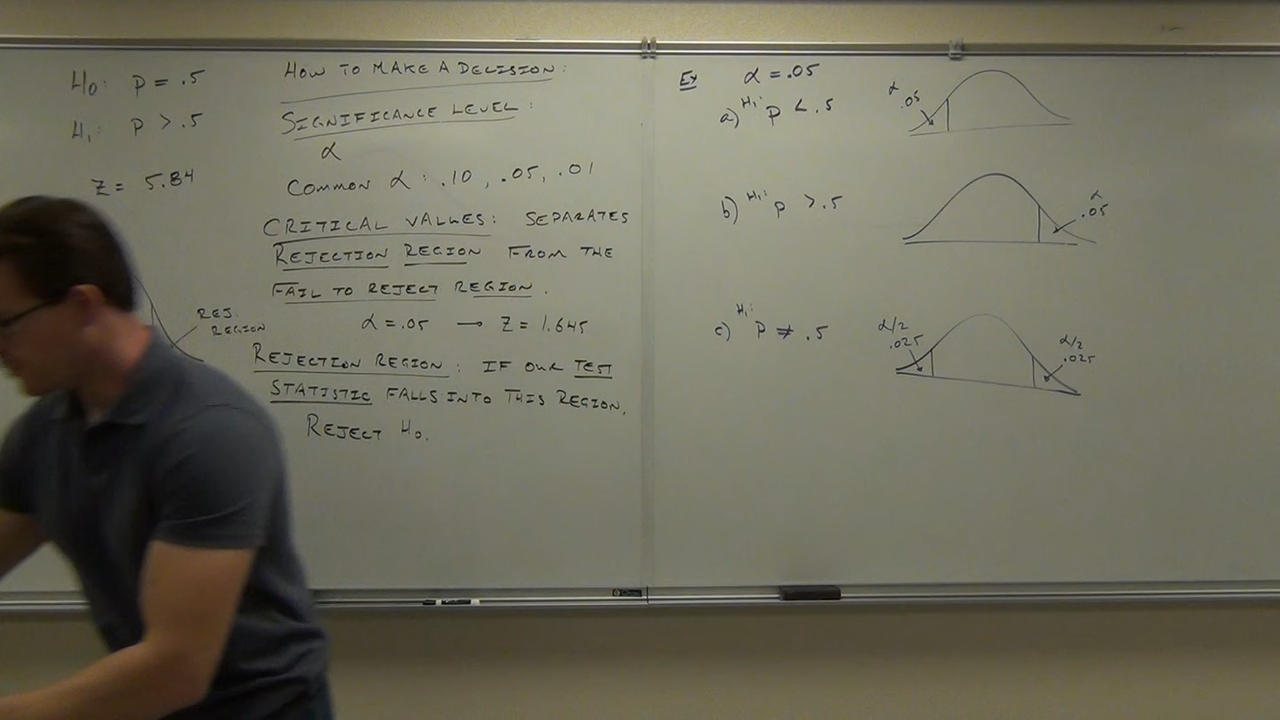 H₀: p = .5
H₁: p > .5
Z = 5.84
REJ.
REGION
HOW TO MAKE A DECISION:
SIGNIFICANCE LEVEL:
α
COMMON α: .10, .05, .01
CRITICAL VALUES: SEPARATES
REJECTION REGION FROM THE
FAIL TO REJECT REGION.
α = .05 → Z = 1.645
REJECTION REGION: IF OUR TEST
STATISTIC FALLS INTO THIS REGION,
REJECT H₀.
Ex α = .05
a) H₁: p < .5
α
.05
b) H₁: p > .5
α
.05
c) H₁: p ≠ .5
α/2
.025
α/2
.025